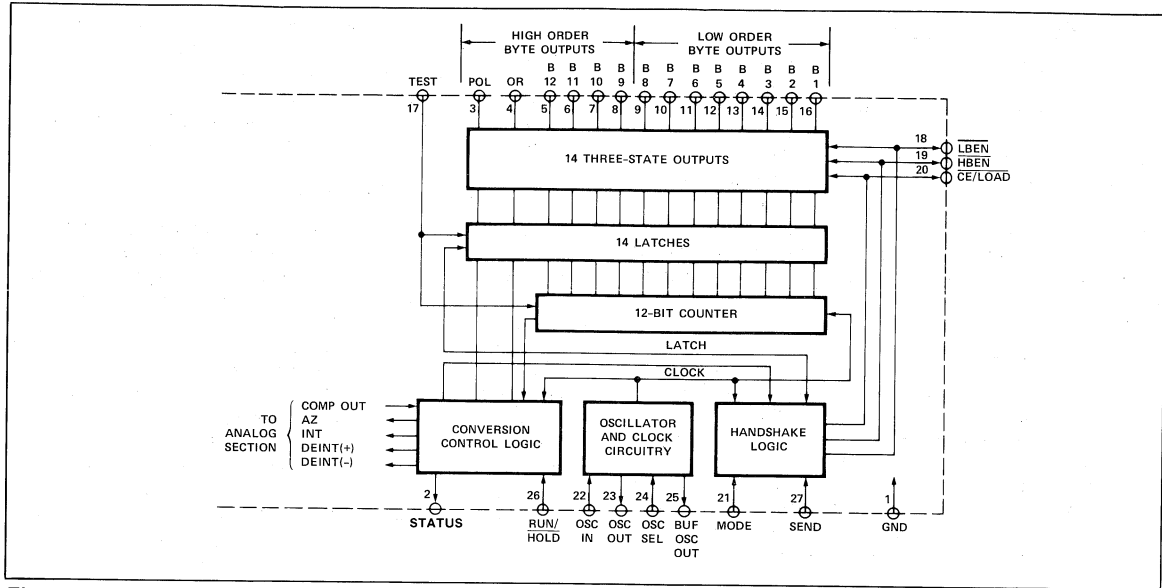 HIGH ORDER
BYTE OUTPUTS
LOW ORDER
BYTE OUTPUTS
TEST POL OR B 12 B 11 B 10 B 9 B 8 B 7 B 6 B 5 B 4 B 3 B 2 B 1
17 3 4 5 6 7 8 9 10 11 12 13 14 15 16
14 THREE-STATE OUTPUTS
18 LBEN
19 HBEN
20 CE/LOAD
14 LATCHES
12-BIT COUNTER
LATCH
CLOCK
TO
ANALOG
SECTION
COMP OUT
AZ
INT
DEINT(+)
DEINT(-)
CONVERSION
CONTROL LOGIC
OSCILLATOR
AND CLOCK
CIRCUITRY
HANDSHAKE
LOGIC
2 26 22 23 24 25 21 27 1
STATUS
RUN/
HOLD
OSC
IN
OSC
OUT
OSC
SEL
BUF
OSC
OUT
MODE
SEND
GND